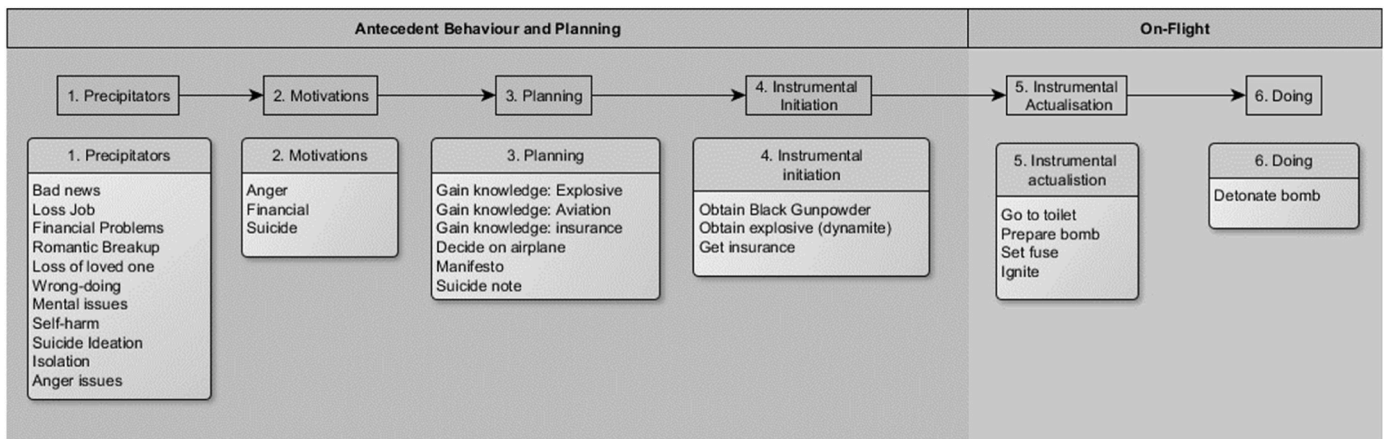 Antecedent Behaviour and Planning
On-Flight
1. Precipitators
2. Motivations
3. Planning
4. Instrumental
Initiation
5. Instrumental
Actualisation
6. Doing
1. Precipitators
Bad news
Loss Job
Financial Problems
Romantic Breakup
Loss of loved one
Wrong-doing
Mental issues
Self-harm
Suicide Ideation
Isolation
Anger issues
2. Motivations
Anger
Financial
Suicide
3. Planning
Gain knowledge: Explosive
Gain knowledge: Aviation
Gain knowledge: insurance
Decide on airplane
Manifesto
Suicide note
4. Instrumental
initiation
Obtain Black Gunpowder
Obtain explosive (dynamite)
Get insurance
5. Instrumental
actualistion
Go to toilet
Prepare bomb
Set fuse
Ignite
6. Doing
Detonate bomb